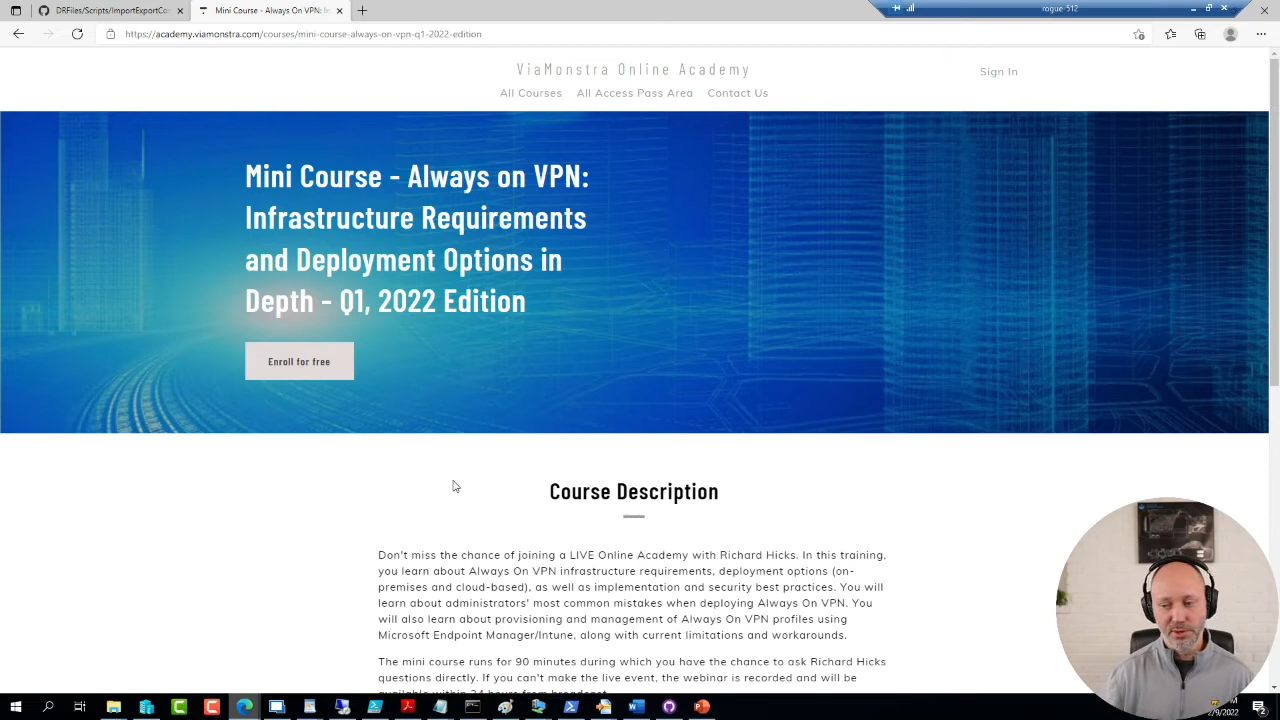 DRFiles/Scripts/ImportExportCo
Mini Course - Always On VPN: In
rogue-512
https://academy.viamonstra.com/courses/mini-course-always-on-vpn-q1-2022-edition
ViaMonstra Online Academy
Sign In
All Courses All Access Pass Area Contact Us
Mini Course - Always on VPN:
Infrastructure Requirements
and Deployment Options in
Depth - Q1, 2022 Edition
Enroll for free
Course Description
Don't miss the chance of joining a LIVE Online Academy with Richard Hicks. In this training,
you learn about Always On VPN infrastructure requirements, deployment options (on-
premises and cloud-based), as well as implementation and security best practices. You will
learn about administrators' most common mistakes when deploying Always On VPN. You
will also learn about provisioning and management of Always On VPN profiles using
Microsoft Endpoint Manager/Intune, along with current limitations and workarounds.
The mini course runs for 90 minutes during which you have the chance to ask Richard Hicks
questions directly. If you can't make the live event, the webinar is recorded and will be
available within 24 hours from broadcast.
2/9/2022